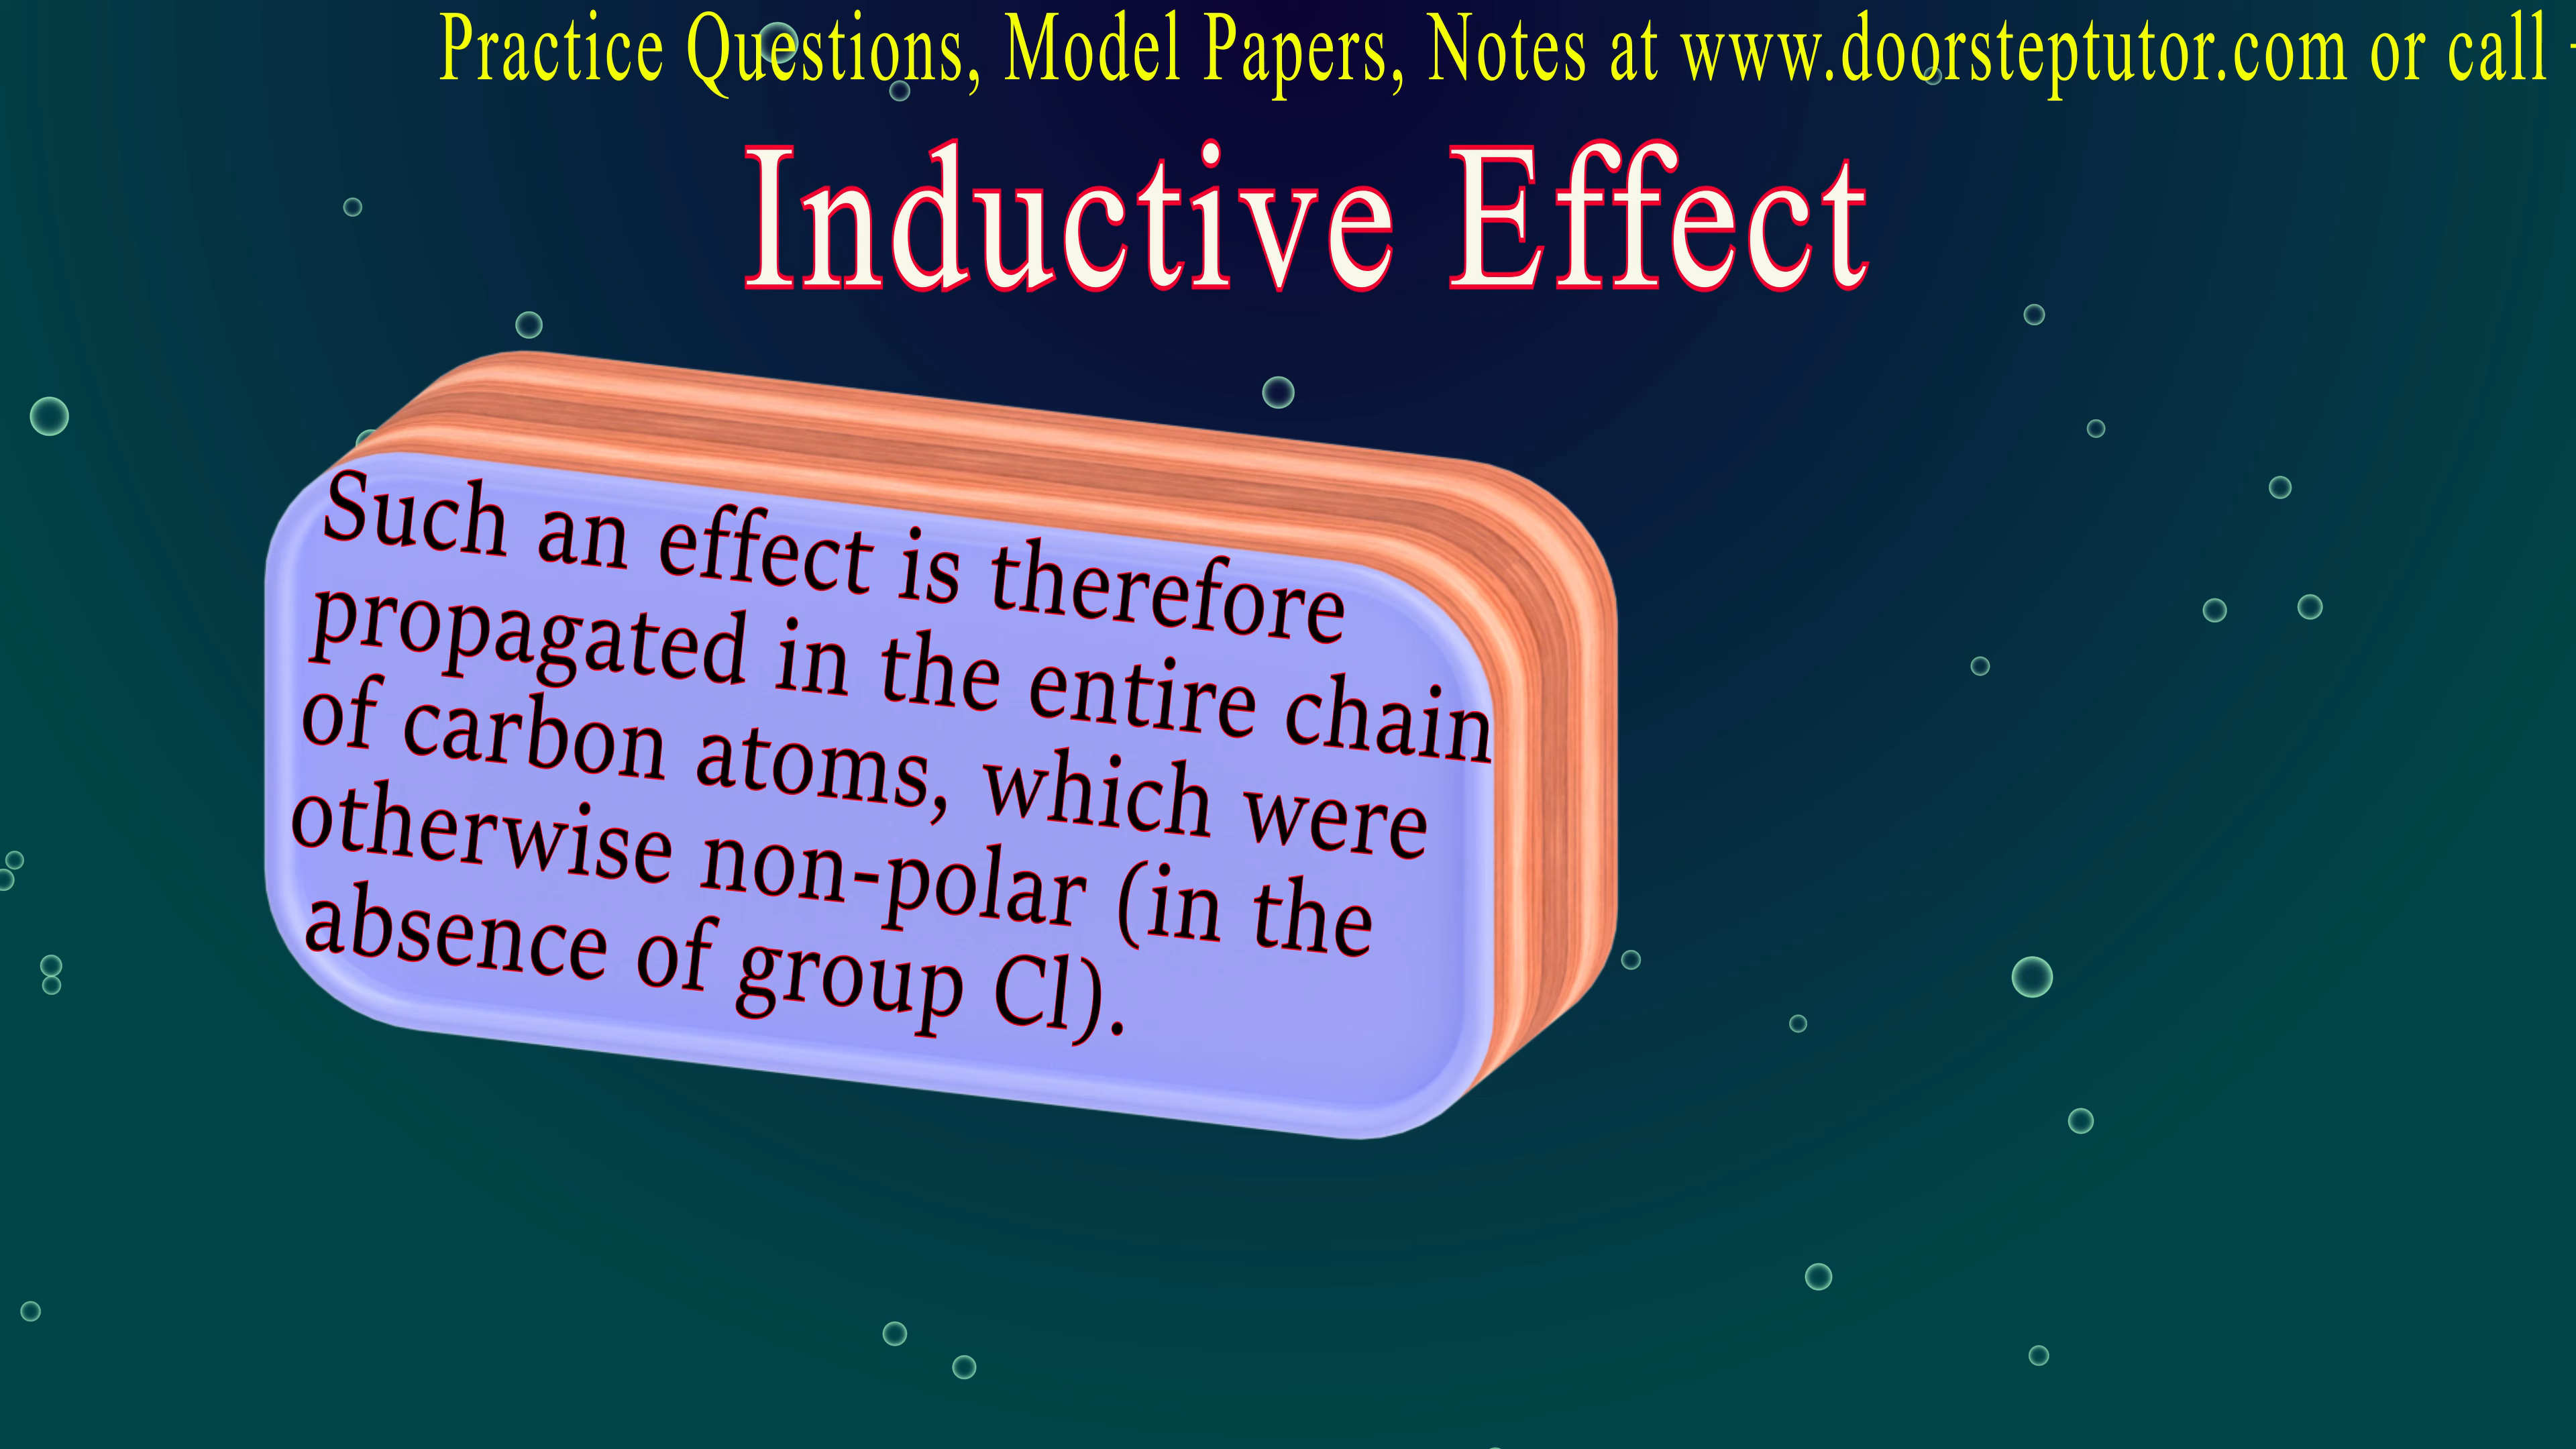 Practice Questions, Model Papers, Notes at www.doorsteptutor.com or call
Inductive Effect
Such an effect is therefore
propagated in the entire chain
of carbon atoms, which were
otherwise non-polar (in the
absence of group Cl).